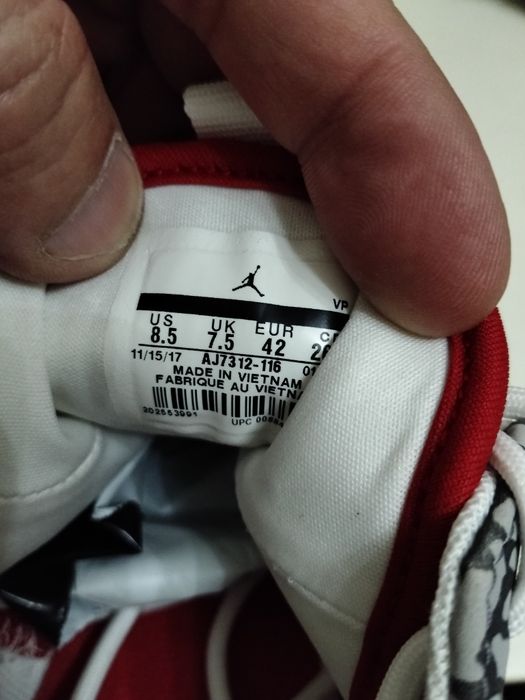 VP
US UK EUR
8.5 7.5 42
11/15/17 AJ7312-116
MADE IN VIETNAM
FABRIQUE AU
202553991
UPC